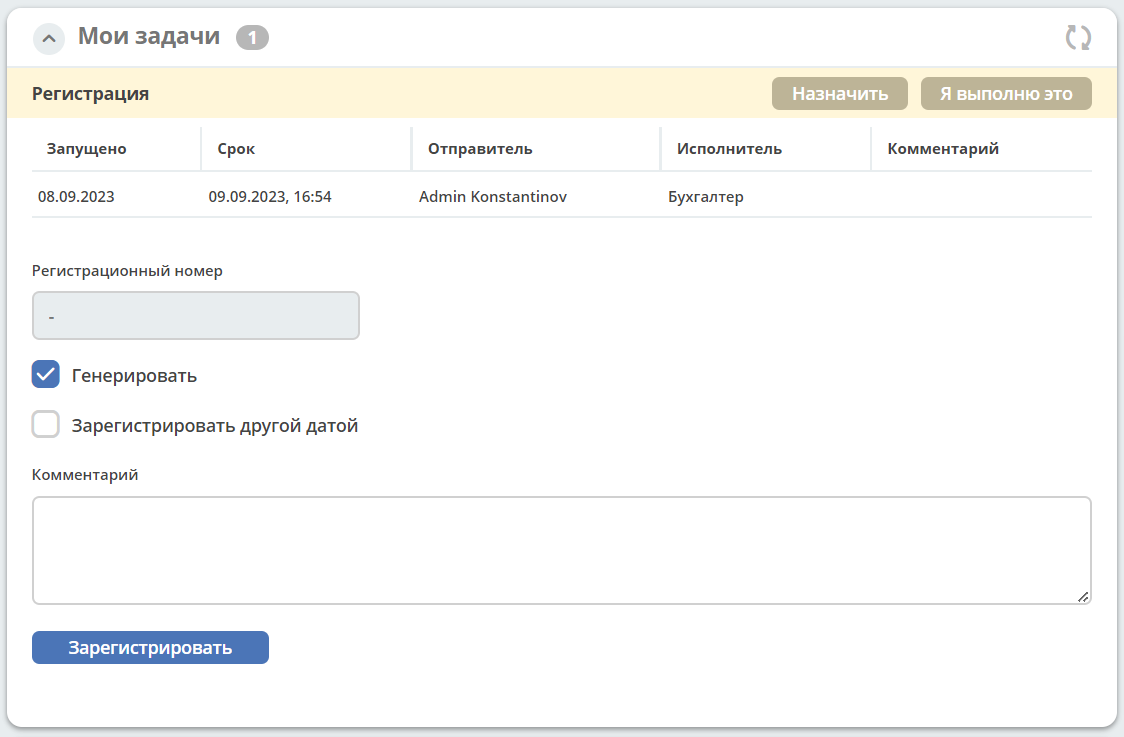 Мои задачи 1
Регистрация Назначить Я выполню это
Запущено Срок Отправитель Исполнитель Комментарий
08.09.2023 09.09.2023, 16:54 Admin Konstantinov Бухгалтер
Регистрационный номер
-
Генерировать
Зарегистрировать другой датой
Комментарий
Зарегистрировать